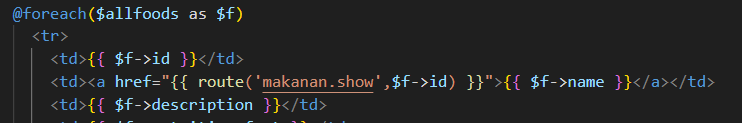 @foreach($allfoods as $f)
<tr>
<td>{{ $f->id }}</td>
<td><a href="{{ route('makanan.show',$f->id) }}">{{ $f->name }}</a></td>
<td>{{ $f->description }}</td>